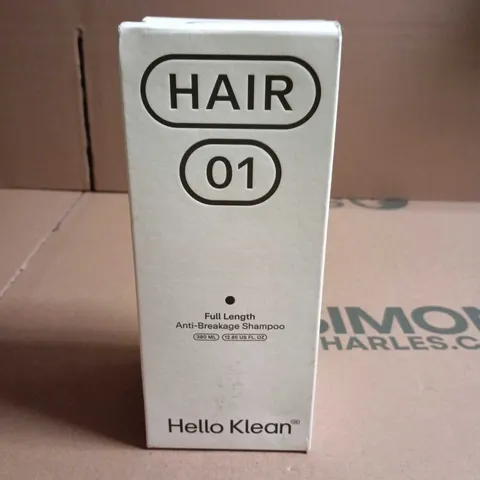 HAIR
01
Full Length
Anti-Breakage Shampoo
380 ML 12.85 US FL. OZ
Hello Klean®
SIMON
CHARLES.C